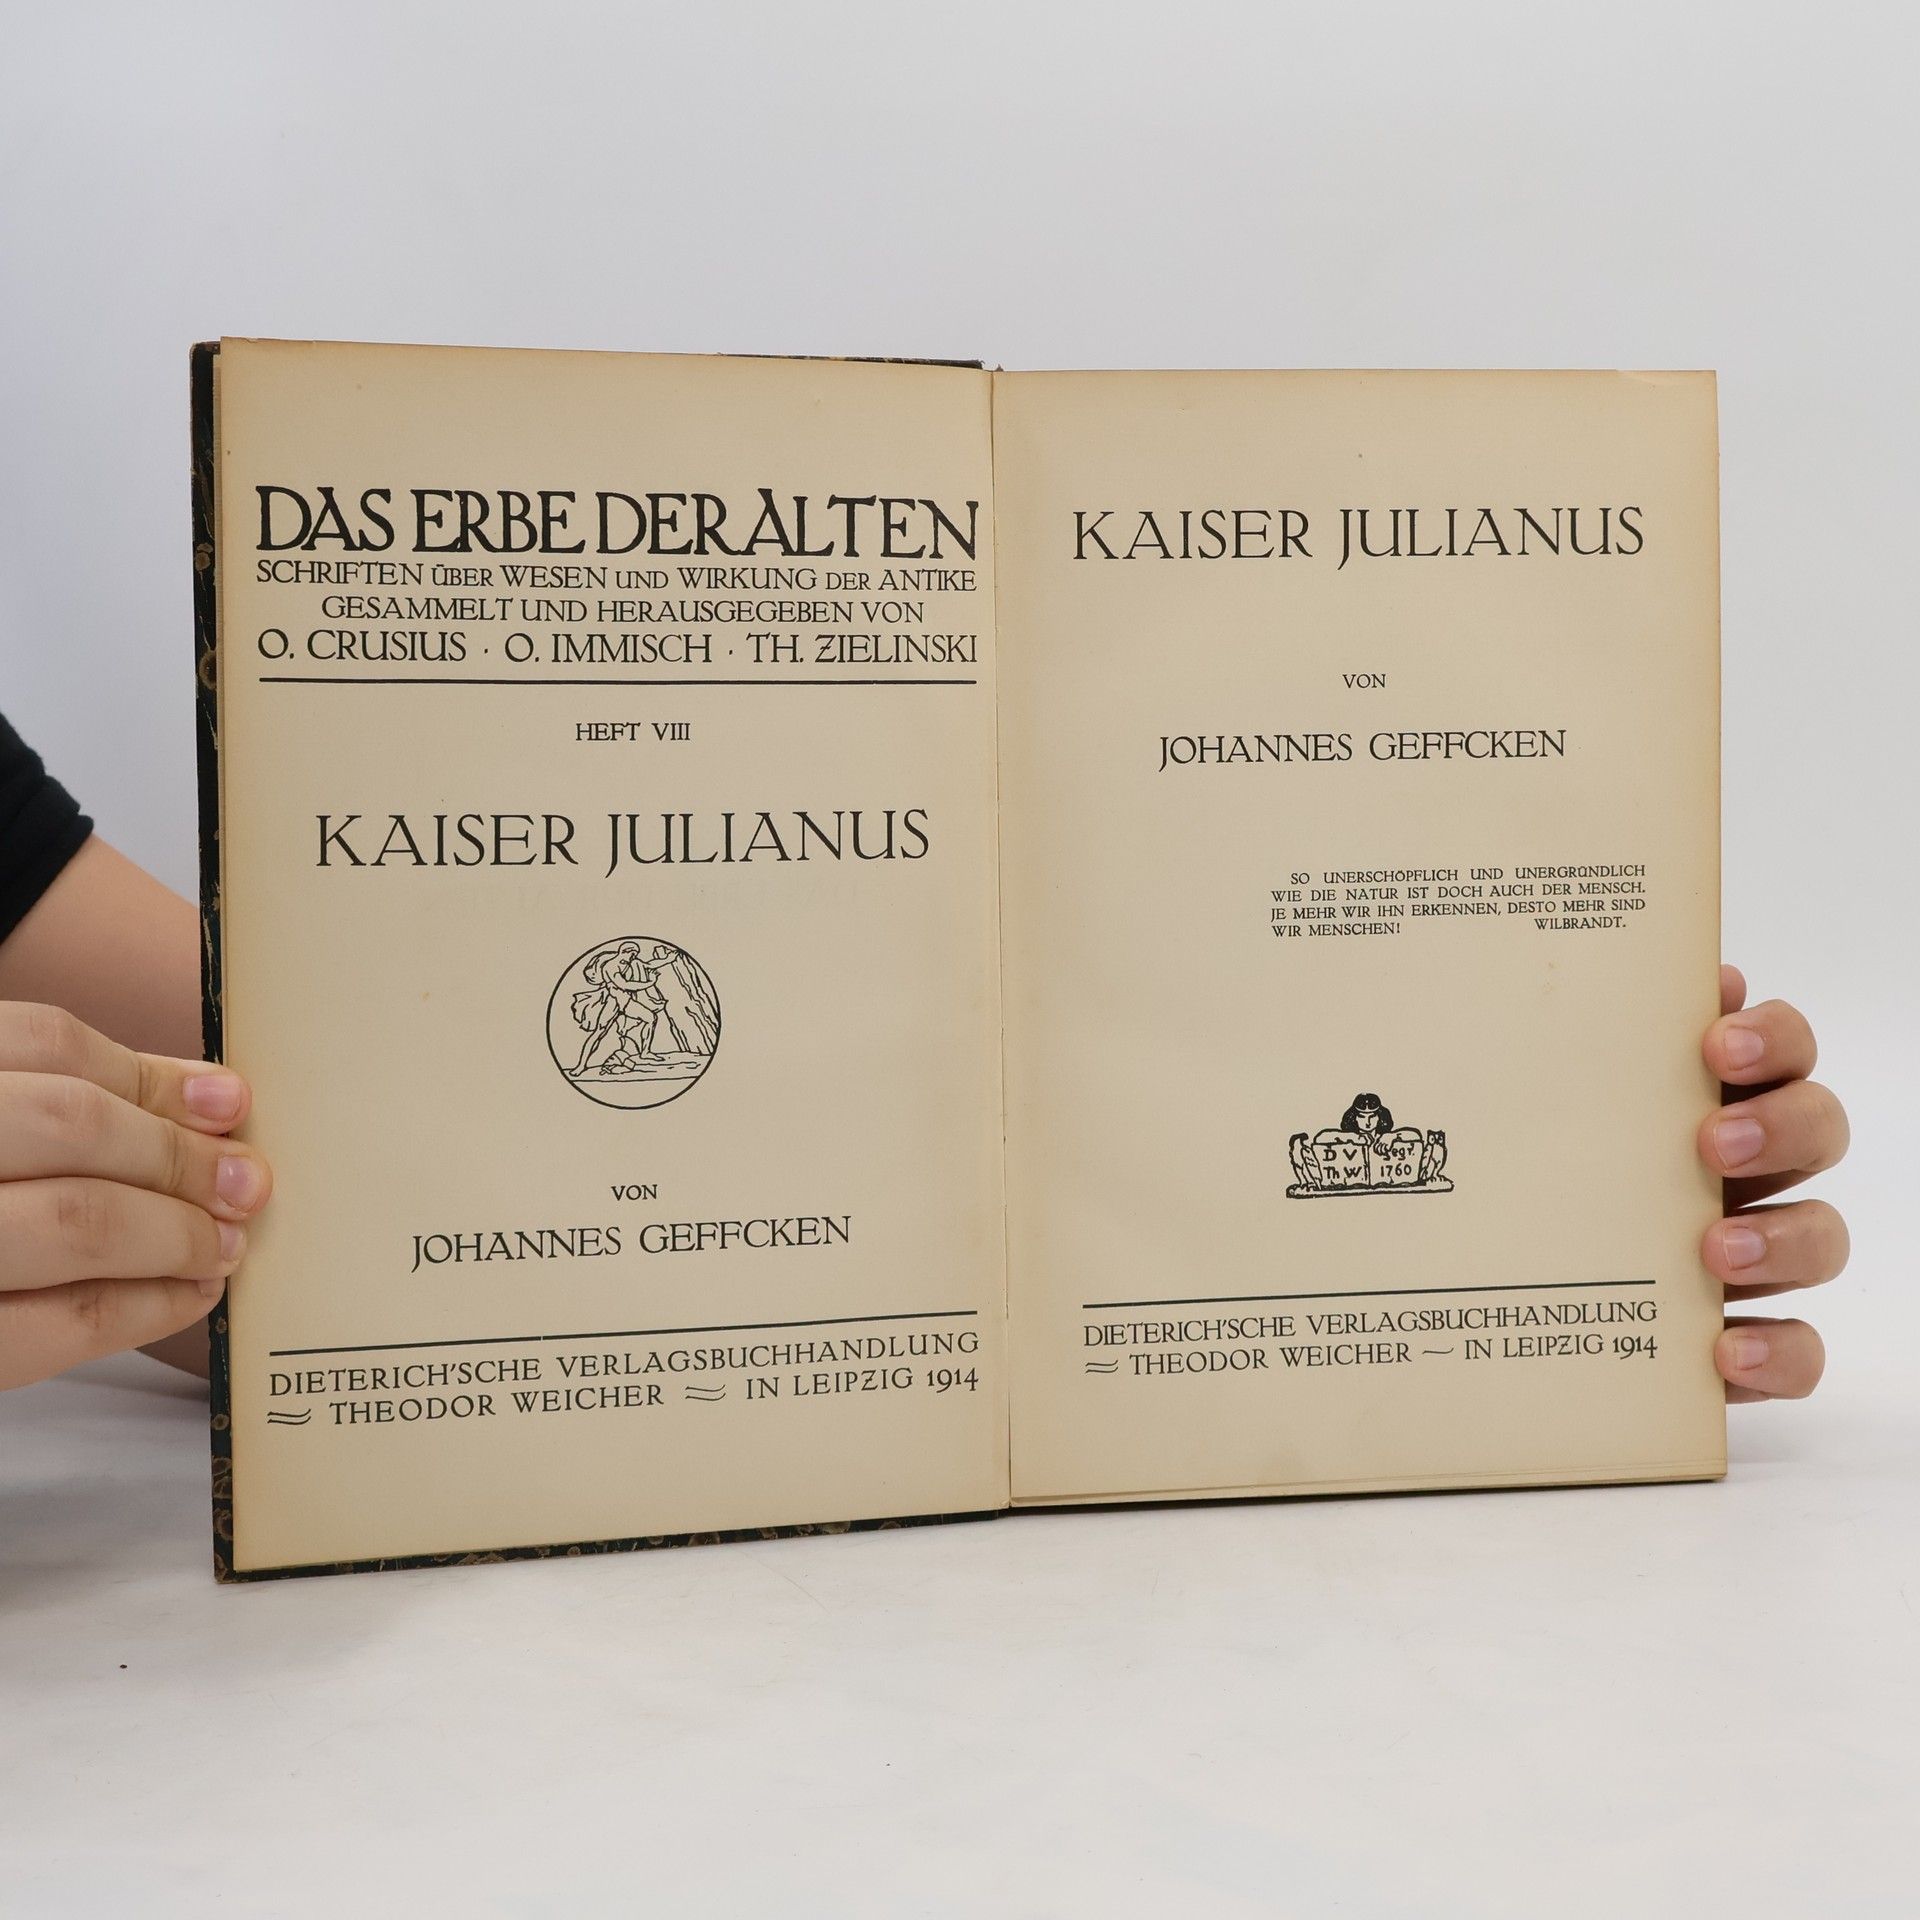 DAS ERBE DER ALTEN
SCHRIFTEN ÜBER WESEN UND WIRKUNG DER ANTIKE
GESAMMELT UND HERAUSGEGEBEN VON
O. CRUSIUS · O. IMMISCH · TH. ZIELINSKI
HEFT VIII
KAISER JULIANUS
VON
JOHANNES GEFFCKEN
DIETERICH'SCHE VERLAGSBUCHHANDLUNG
THEODOR WEICHER IN LEIPZIG 1914
KAISER JULIANUS
VON
JOHANNES GEFFCKEN
SO UNERSCHÖPFLICH UND UNERGRÜNDLICH
WIE DIE NATUR IST DOCH AUCH DER MENSCH.
JE MEHR WIR IHN ERKENNEN, DESTO MEHR SIND
WIR MENSCHEN! WILBRANDT.
D V gegr.
Th W. 1760
DIETERICH'SCHE VERLAGSBUCHHANDLUNG
THEODOR WEICHER — IN LEIPZIG 1914